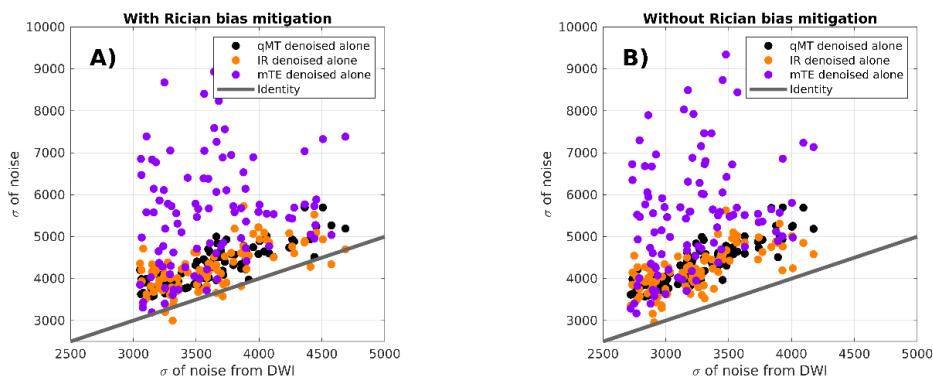 With Rician bias mitigation
A)
qMT denoised alone
IR denoised alone
mTE denoised alone
Identity
10000
9000
8000
7000
6000
5000
4000
3000
σ of noise
2500 3000 3500 4000 4500 5000
σ of noise from DWI
Without Rician bias mitigation
B)
qMT denoised alone
IR denoised alone
mTE denoised alone
Identity
10000
9000
8000
7000
6000
5000
4000
3000
σ of noise
2500 3000 3500 4000 4500 5000
σ of noise from DWI